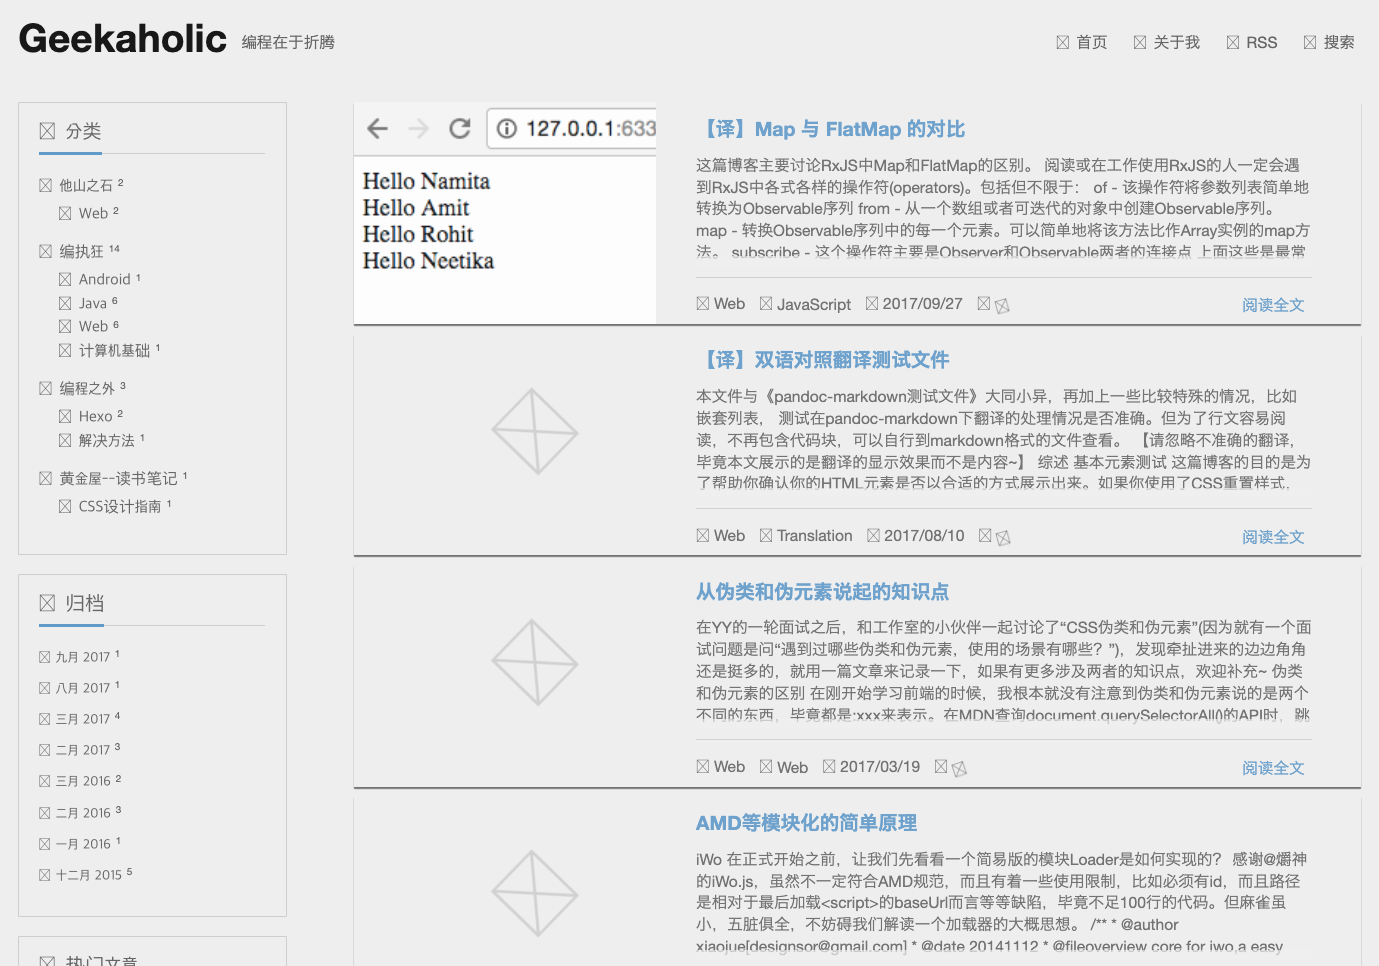 Geekaholic 编程在于折腾
首页 关于我 RSS 搜索
分类
他山之石 2
Web 2
编执狂 14
Android 1
Java 6
Web 6
计算机基础 1
编程之外 3
Hexo 2
解决方法 1
黄金屋--读书笔记 1
CSS设计指南 1
归档
九月 2017 1
八月 2017 1
三月 2017 4
二月 2017 3
三月 2016 2
二月 2016 3
一月 2016 1
十二月 2015 5
热门文章
127.0.0.1:633
Hello Namita
Hello Amit
Hello Rohit
Hello Neetika
【译】Map 与 FlatMap 的对比
这篇博客主要讨论RxJS中Map和FlatMap的区别。 阅读或在工作使用RxJS的人一定会遇
到RxJS中各式各样的操作符(operators)。包括但不限于： of - 该操作符将参数列表简单地
转换为Observable序列 from - 从一个数组或者可迭代的对象中创建Observable序列。
map - 转换Observable序列中的每一个元素。可以简单地将该方法比作Array实例的map方
法。 subscribe - 这个操作符主要是Observer和Observable两者的连接点 上面这些是最常
Web JavaScript 2017/09/27 阅读全文
【译】双语对照翻译测试文件
本文件与《pandoc-markdown测试文件》大同小异，再加上一些比较特殊的情况，比如
嵌套列表， 测试在pandoc-markdown下翻译的处理情况是否准确。但为了行文容易阅
读，不再包含代码块，可以自行到markdown格式的文件查看。 【请忽略不准确的翻译，
毕竟本文展示的是翻译的显示效果而不是内容~】 综述 基本元素测试 这篇博客的目的是为
了帮助你确认你的HTML元素是否以合适的方式展示出来。如果你使用了CSS重置样式，
Web Translation 2017/08/10 阅读全文
从伪类和伪元素说起的知识点
在YY的一轮面试之后，和工作室的小伙伴一起讨论了“CSS伪类和伪元素”(因为就有一个面
试问题是问“遇到过哪些伪类和伪元素，使用的场景有哪些？”)，发现牵扯进来的边边角角
还是挺多的，就用一篇文章来记录一下，如果有更多涉及两者的知识点，欢迎补充~ 伪类
和伪元素的区别 在刚开始学习前端的时候，我根本就没有注意到伪类和伪元素说的是两个
不同的东西，毕竟都是:xxx来表示。在MDN查询document.querySelectorAll()的API时，跳
Web Web 2017/03/19 阅读全文
AMD等模块化的简单原理
iWo 在正式开始之前，让我们先看看一个简易版的模块Loader是如何实现的？ 感谢@嚼神
的iWo.js，虽然不一定符合AMD规范，而且有着一些使用限制，比如必须有id，而且路径
是相对于最后加载<script>的baseUrl而言等等缺陷，毕竟不足100行的代码。但麻雀虽
小，五脏俱全，不妨碍我们解读一个加载器的大概思想。 /** * @author
xiaojue[designsor@gmail.com] * @date 20141112 * @fileoverview core for iwo,a easy